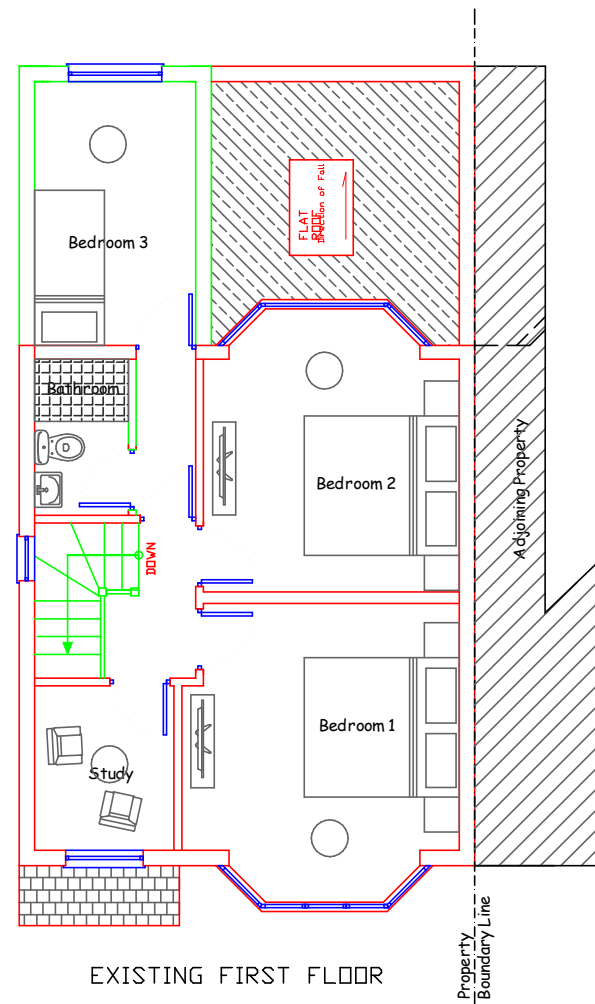 FLAT
ROOF
Direction of Fall
Bedroom 3
Bathroom
Bedroom 2
Adjoining Property
DOWN
Bedroom 1
Study
Property
Boundary Line
EXISTING FIRST FLOOR